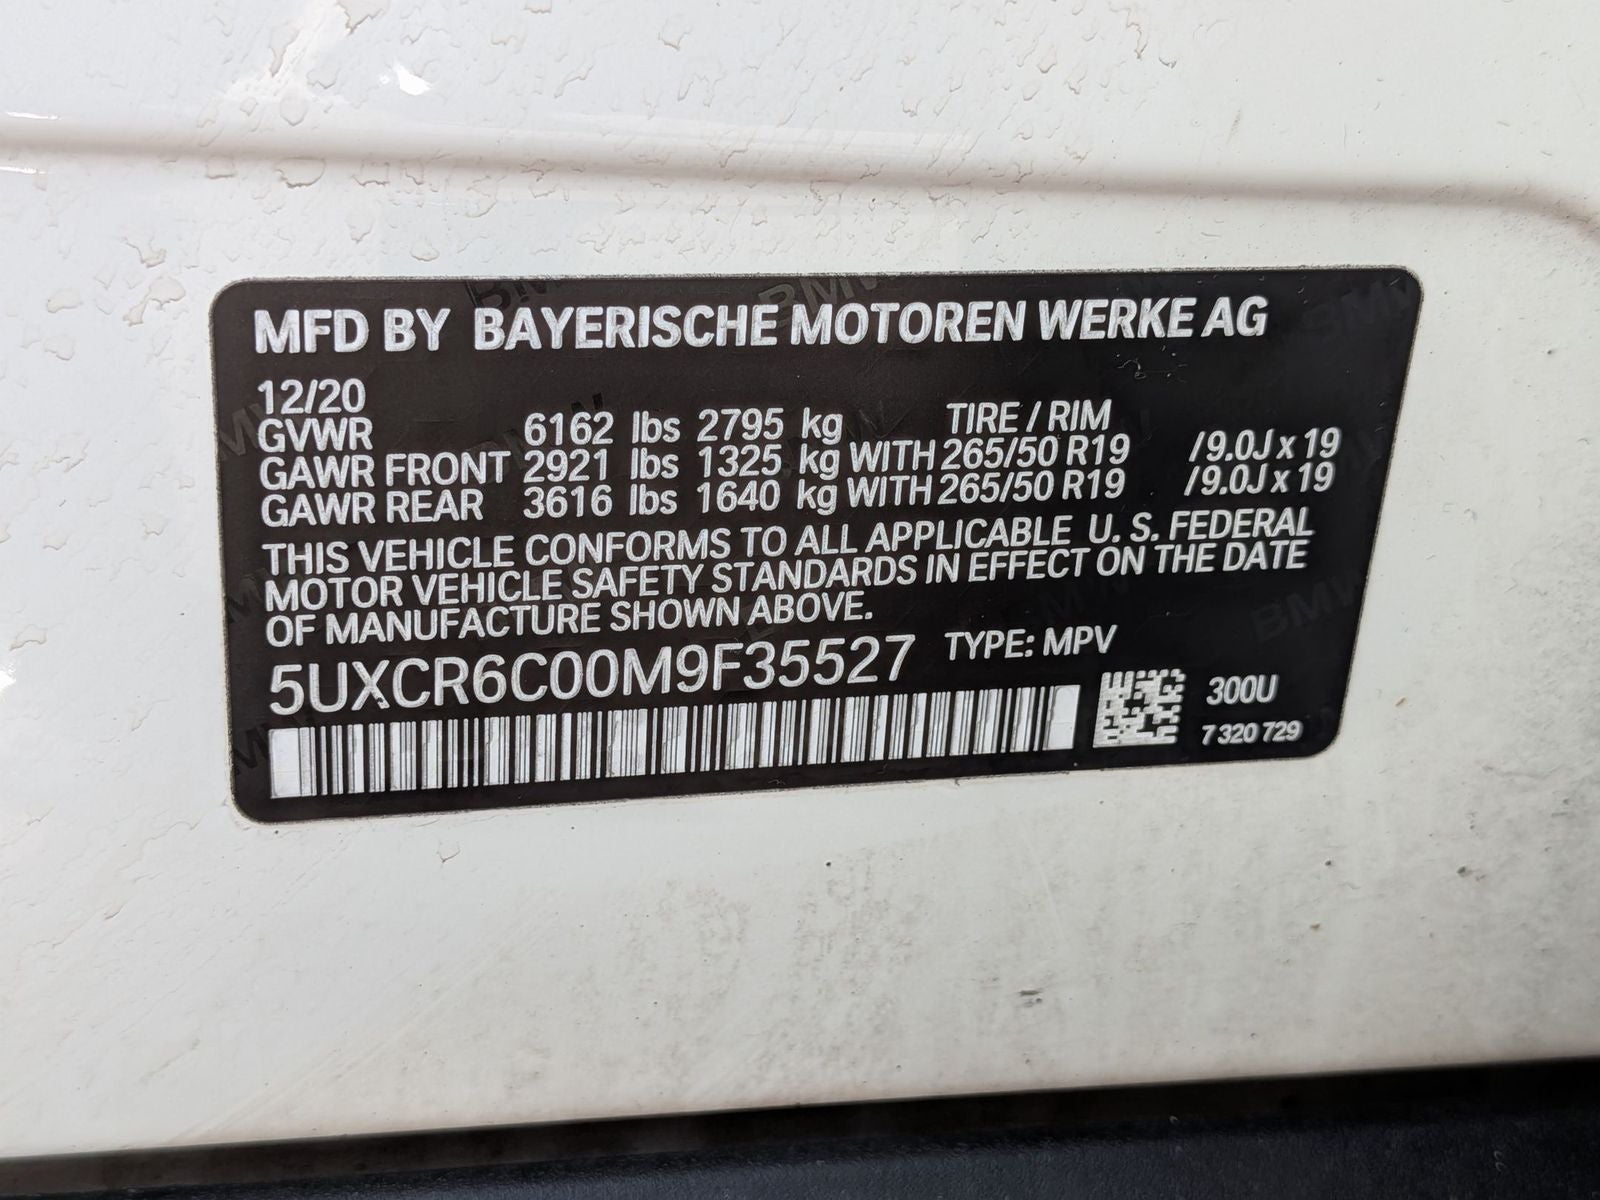 MFD BY BAYERISCHE MOTOREN WERKE AG
12/20
GVWR 6162 lbs 2795 kg TIRE / RIM
GAWR FRONT 2921 lbs 1325 kg WITH 265/50 R19 /9.0J x 19
GAWR REAR 3616 lbs 1640 kg WITH 265/50 R19 /9.0J x 19
THIS VEHICLE CONFORMS TO ALL APPLICABLE U. S. FEDERAL
MOTOR VEHICLE SAFETY STANDARDS IN EFFECT ON THE DATE
OF MANUFACTURE SHOWN ABOVE.
5UXCR6C00M9F35527 TYPE: MPV
300U
7 320 729